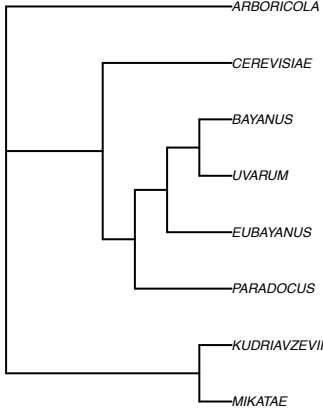 ARBORICOLA
CEREVISIAE
BAYANUS
UVARUM
EUBAYANUS
PARADOCUS
KUDRIAVZEVII
MIKATAE